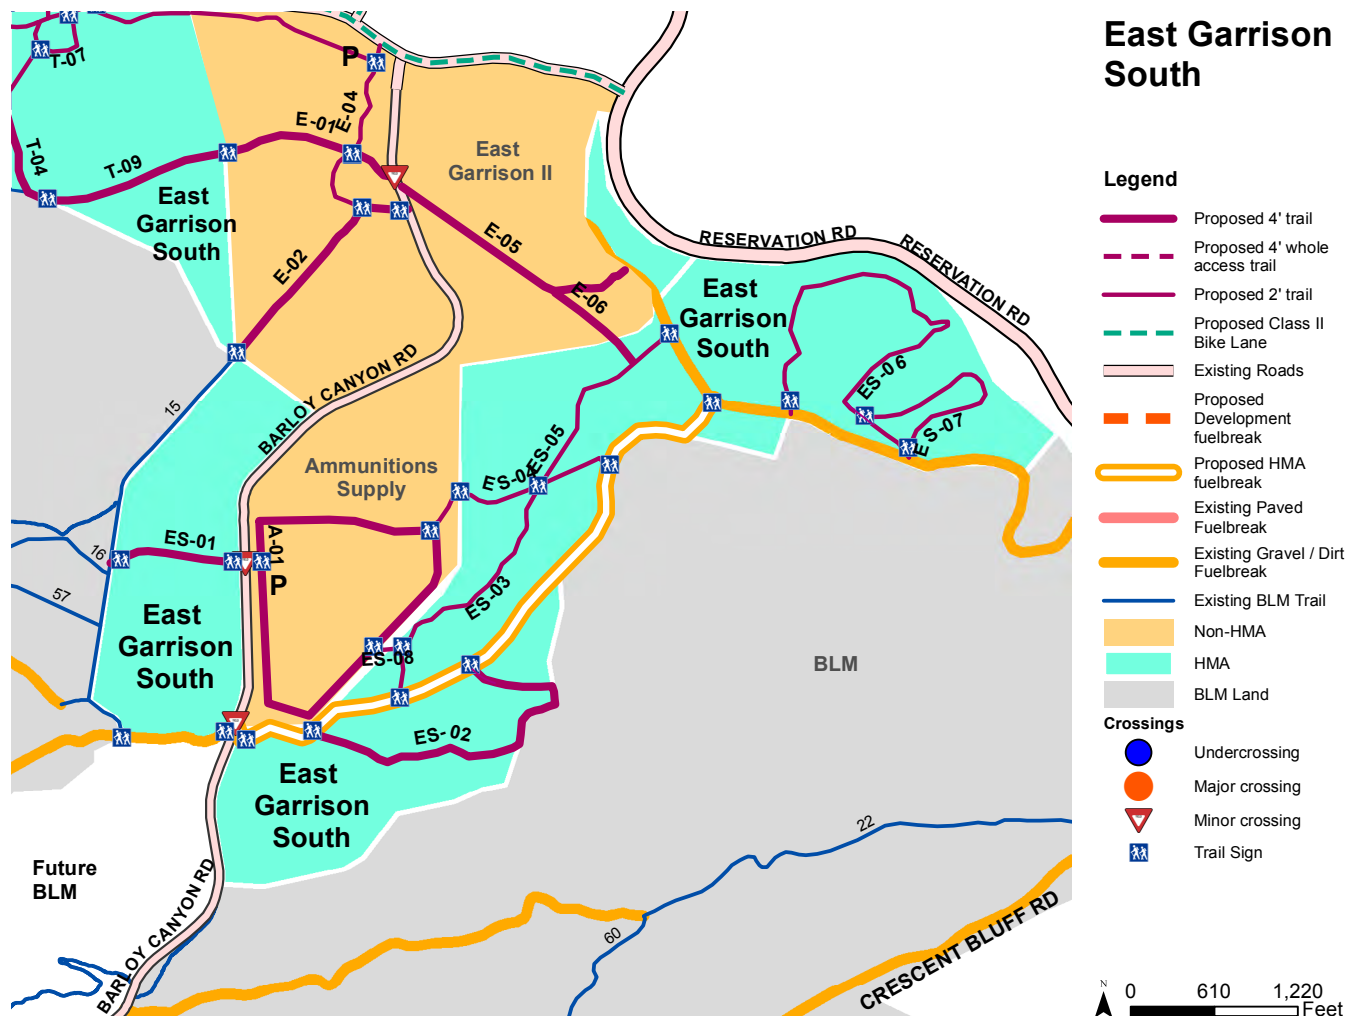 East Garrison
South
Legend
Proposed 4' trail
Proposed 4' whole
access trail
Proposed 2' trail
Proposed Class II
Bike Lane
Existing Roads
Proposed
Development
fuelbreak
Proposed HMA
fuelbreak
Existing Paved
Fuelbreak
Existing Gravel / Dirt
Fuelbreak
Existing BLM Trail
Non-HMA
HMA
BLM Land
Crossings
Undercrossing
Major crossing
Minor crossing
Trail Sign
N
0 610 1,220
Feet
T-07
P
E-04
E-01
T-04
T-09
East
Garrison II
East
Garrison
South
E-02
E-05
E-06
RESERVATION RD
RESERVATION RD
East
Garrison
South
ES-06
ES-07
BARLOY CANYON RD
15
Ammunitions
Supply
ES-04
ES-05
ES-01
A-01
P
16
57
ES-03
East
Garrison
South
ES-08
BLM
ES-02
East
Garrison
South
22
Future
BLM
BARLOY CANYON RD
60
CRESCENT BLUFF RD